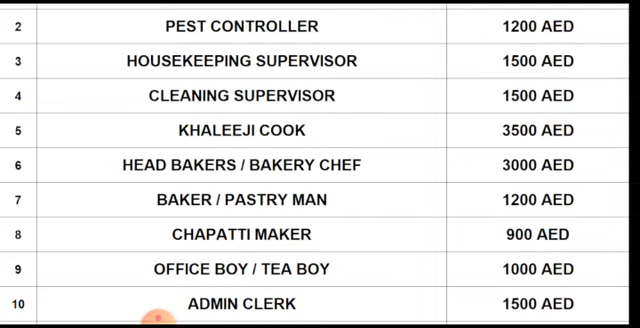 2 PEST CONTROLLER 1200 AED
3 HOUSEKEEPING SUPERVISOR 1500 AED
4 CLEANING SUPERVISOR 1500 AED
5 KHALEEJI COOK 3500 AED
6 HEAD BAKERS / BAKERY CHEF 3000 AED
7 BAKER / PASTRY MAN 1200 AED
8 CHAPATTI MAKER 900 AED
9 OFFICE BOY / TEA BOY 1000 AED
10 ADMIN CLERK 1500 AED